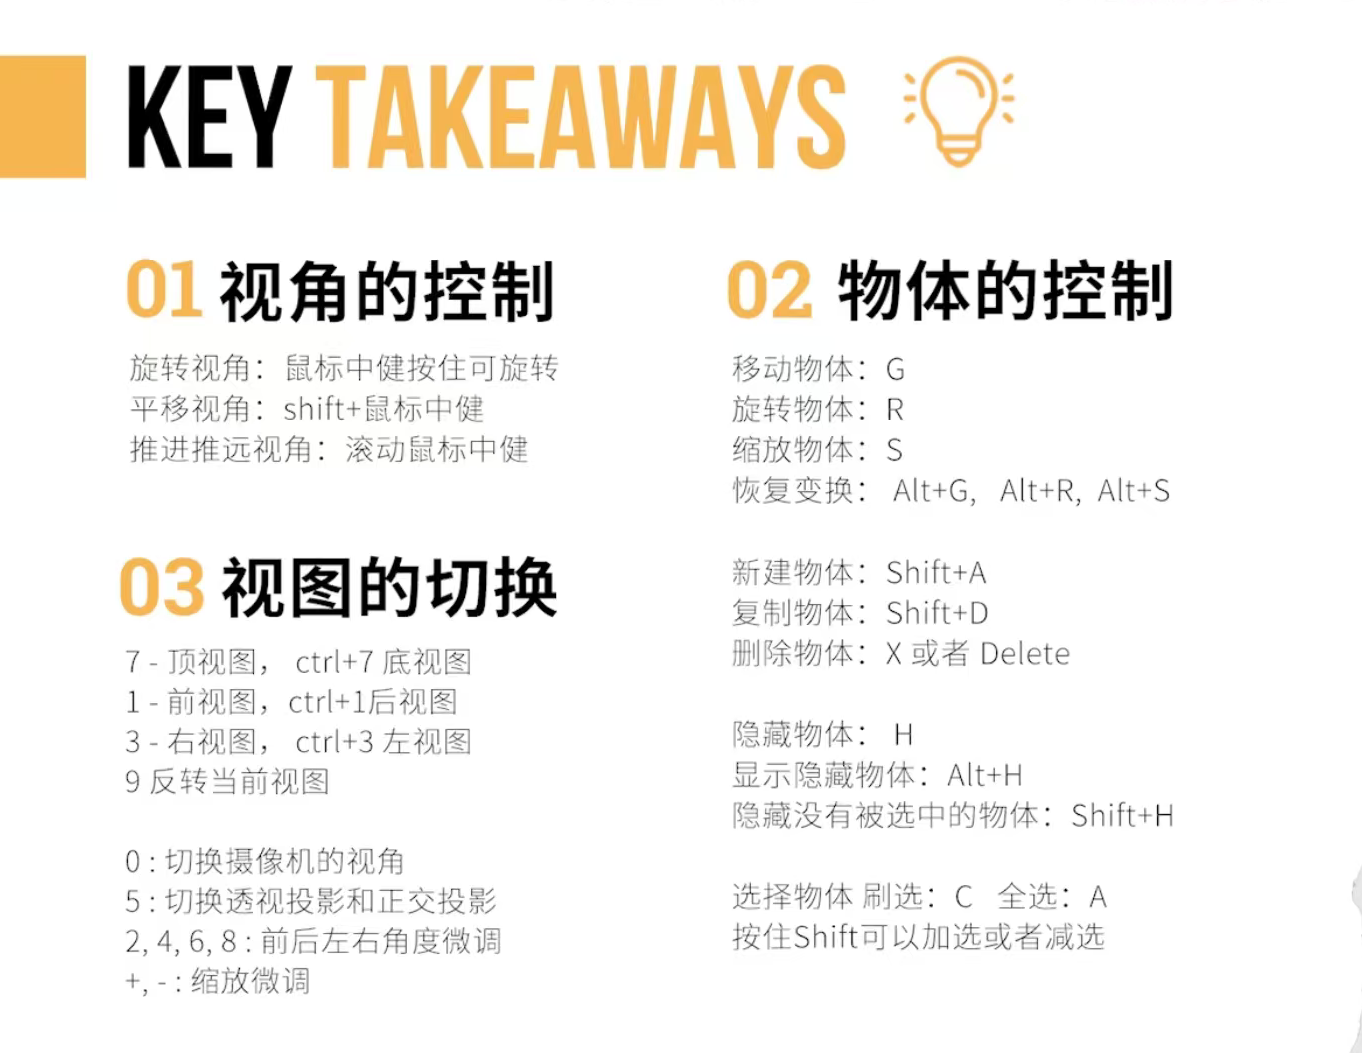 KEY TAKEAWAYS
01 视角的控制
旋转视角：鼠标中健按住可旋转
平移视角：shift+鼠标中健
推进推远视角：滚动鼠标中健
02 物体的控制
移动物体：G
旋转物体：R
缩放物体：S
恢复变换： Alt+G, Alt+R, Alt+S
新建物体：Shift+A
复制物体：Shift+D
删除物体：X 或者 Delete
隐藏物体： H
显示隐藏物体：Alt+H
隐藏没有被选中的物体：Shift+H
选择物体 刷选：C 全选：A
按住Shift可以加选或者减选
03 视图的切换
7 - 顶视图， ctrl+7 底视图
1 - 前视图，ctrl+1后视图
3 - 右视图， ctrl+3 左视图
9 反转当前视图
0 : 切换摄像机的视角
5 : 切换透视投影和正交投影
2, 4, 6, 8 : 前后左右角度微调
+, - : 缩放微调